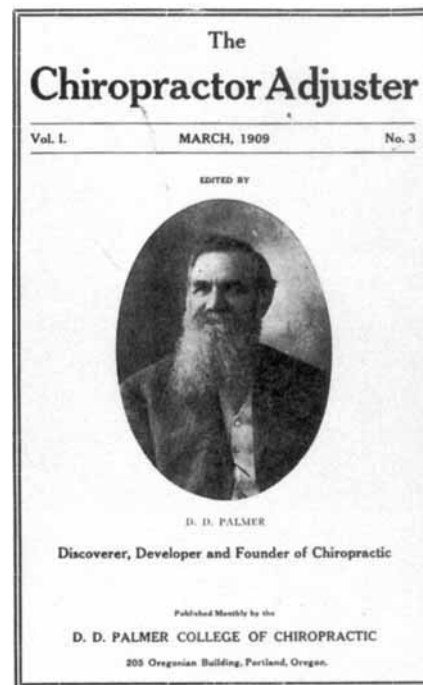 The
Chiropractor Adjuster
Vol. I. MARCH, 1909 No. 3
EDITED BY
D. D. PALMER
Discoverer, Developer and Founder of Chiropractic
Published Monthly by the
D. D. PALMER COLLEGE OF CHIROPRACTIC
205 Oregonian Building, Portland, Oregon.